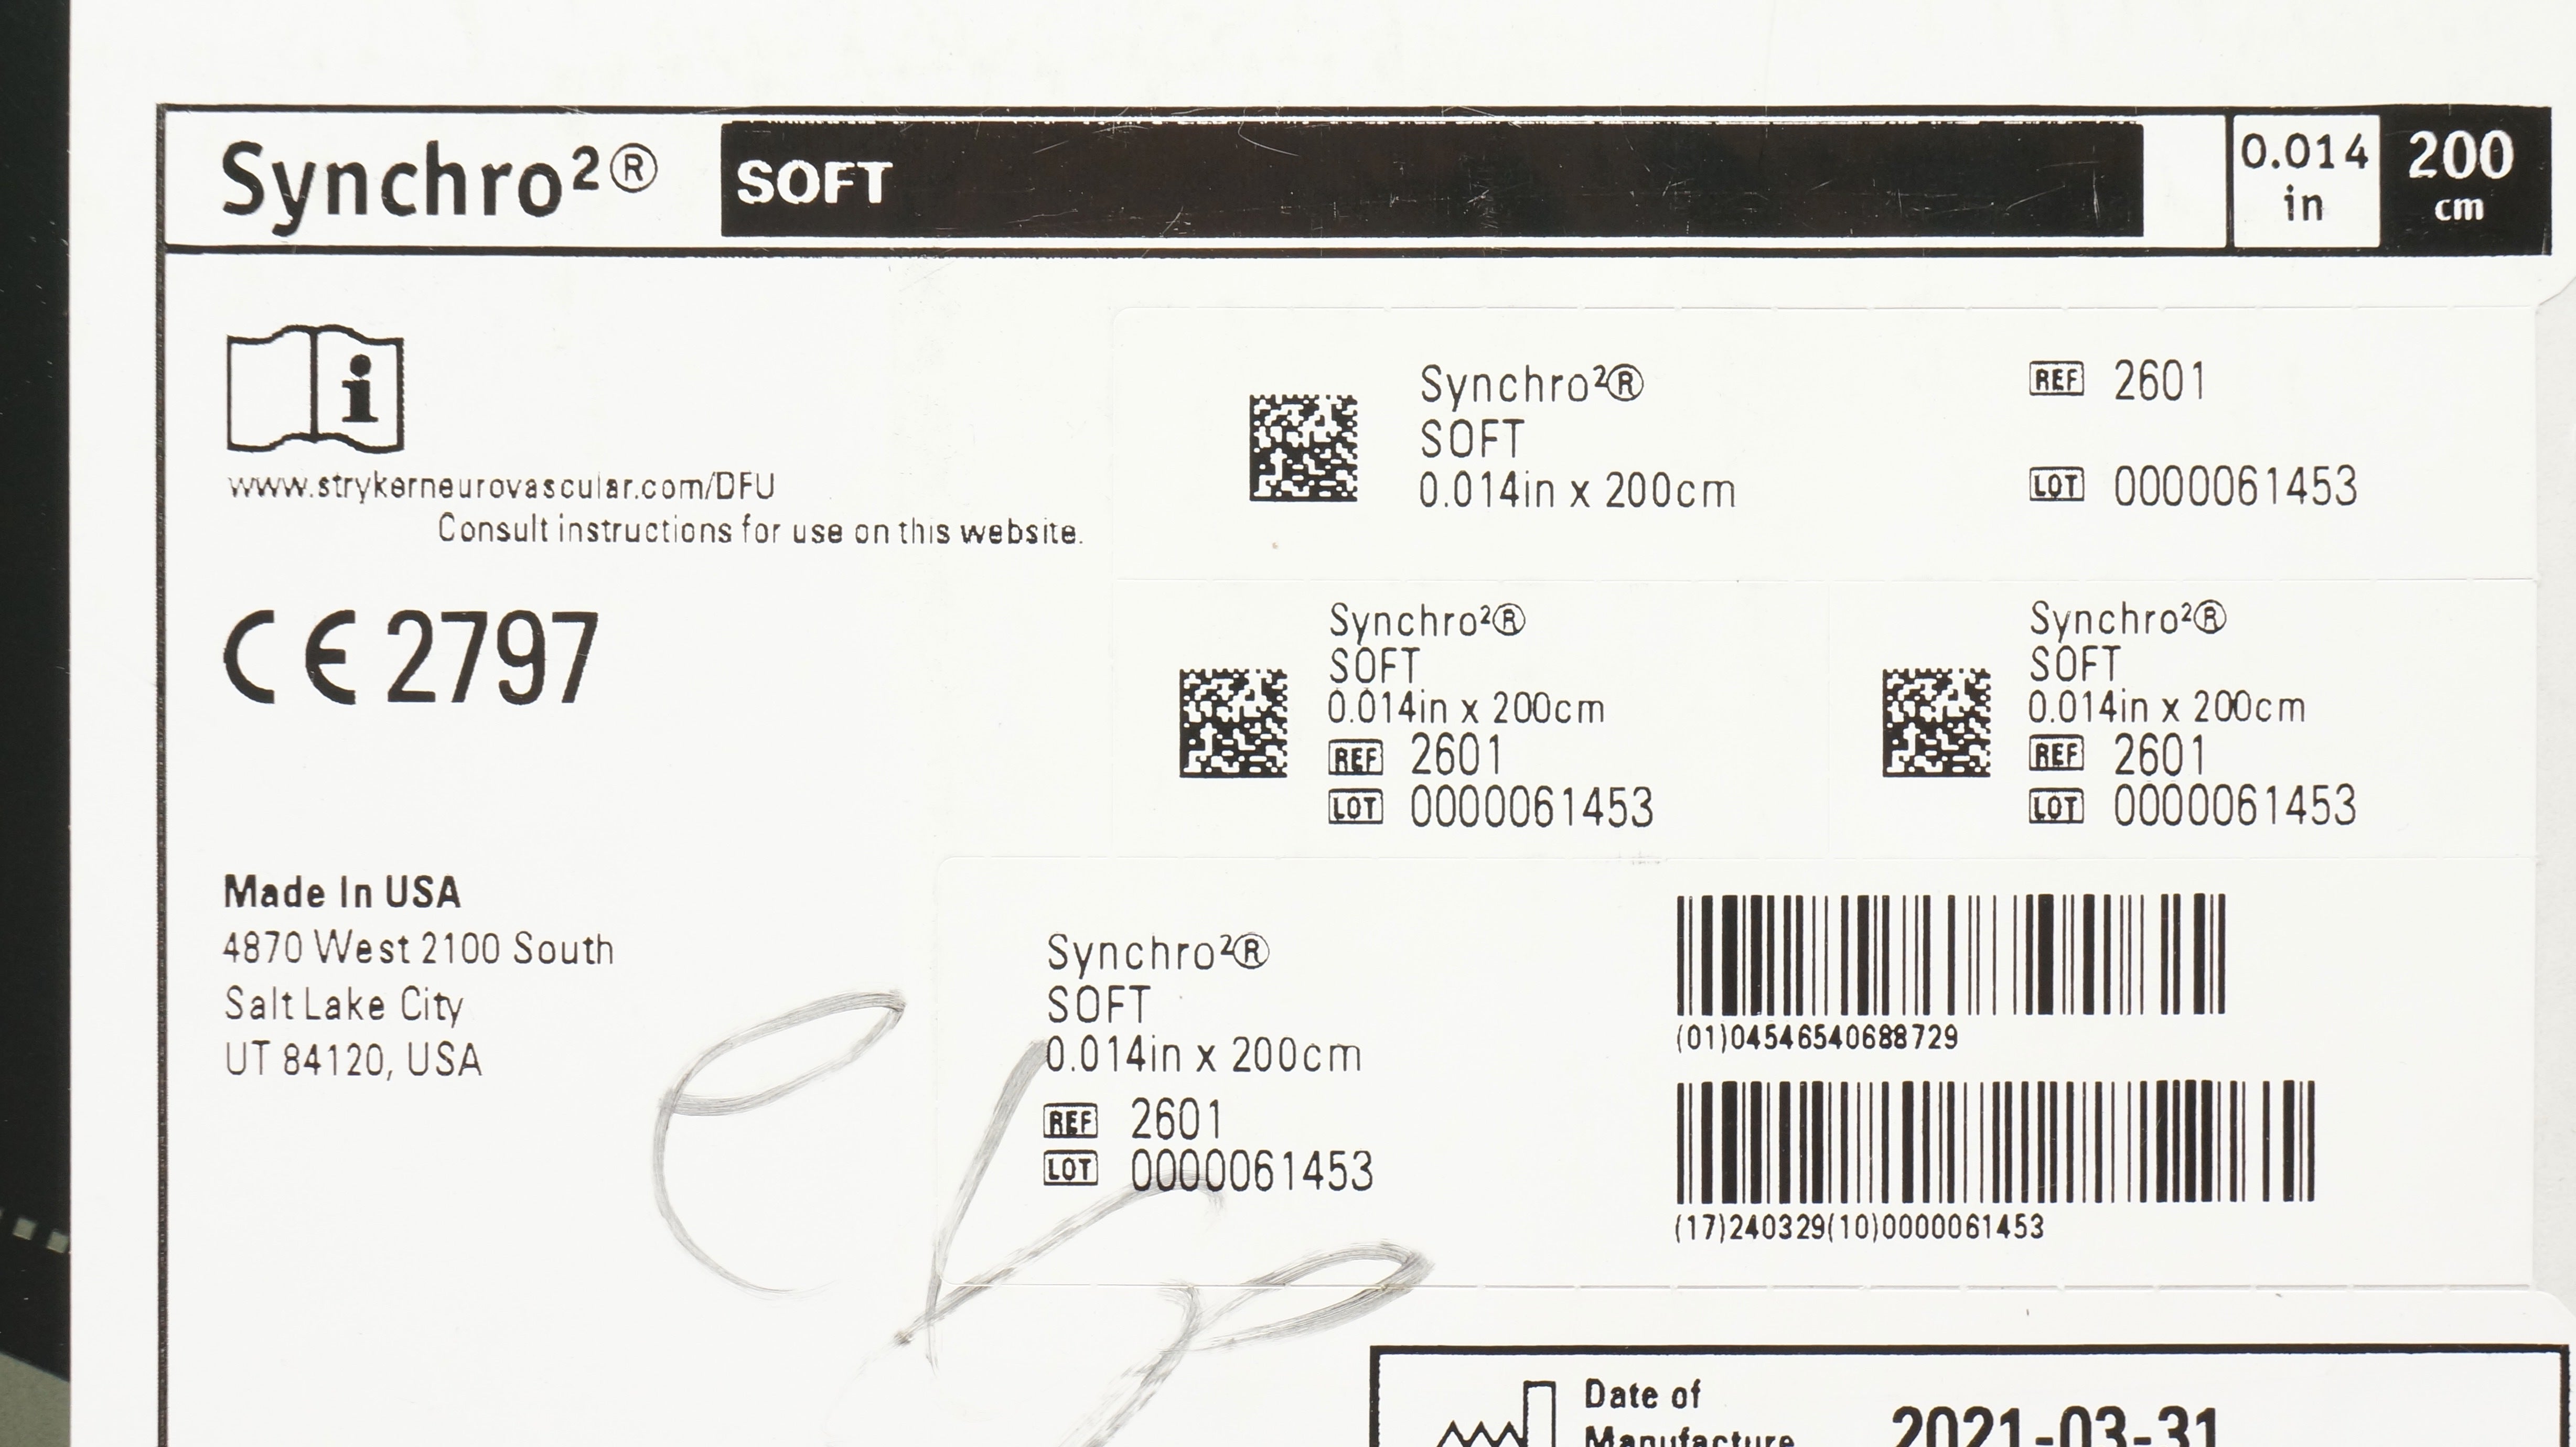 Synchro²® SOFT 0.014 in 200 cm
www.strykerneurovascular.com/DFU
Consult instructions for use on this website.
CE 2797
Made In USA
4870 West 2100 South
Salt Lake City
UT 84120, USA
Synchro²®
SOFT
0.014in x 200cm
REF 2601
LOT 0000061453
Synchro²®
SOFT
0.014in x 200cm
REF 2601
LOT 0000061453
Synchro²®
SOFT
0.014in x 200cm
REF 2601
LOT 0000061453
Synchro²®
SOFT
0.014in x 200cm
REF 2601
LOT 0000061453
(01)04546540688729
(17)240329(10)0000061453
Date of
Manufacture
2021-03-31